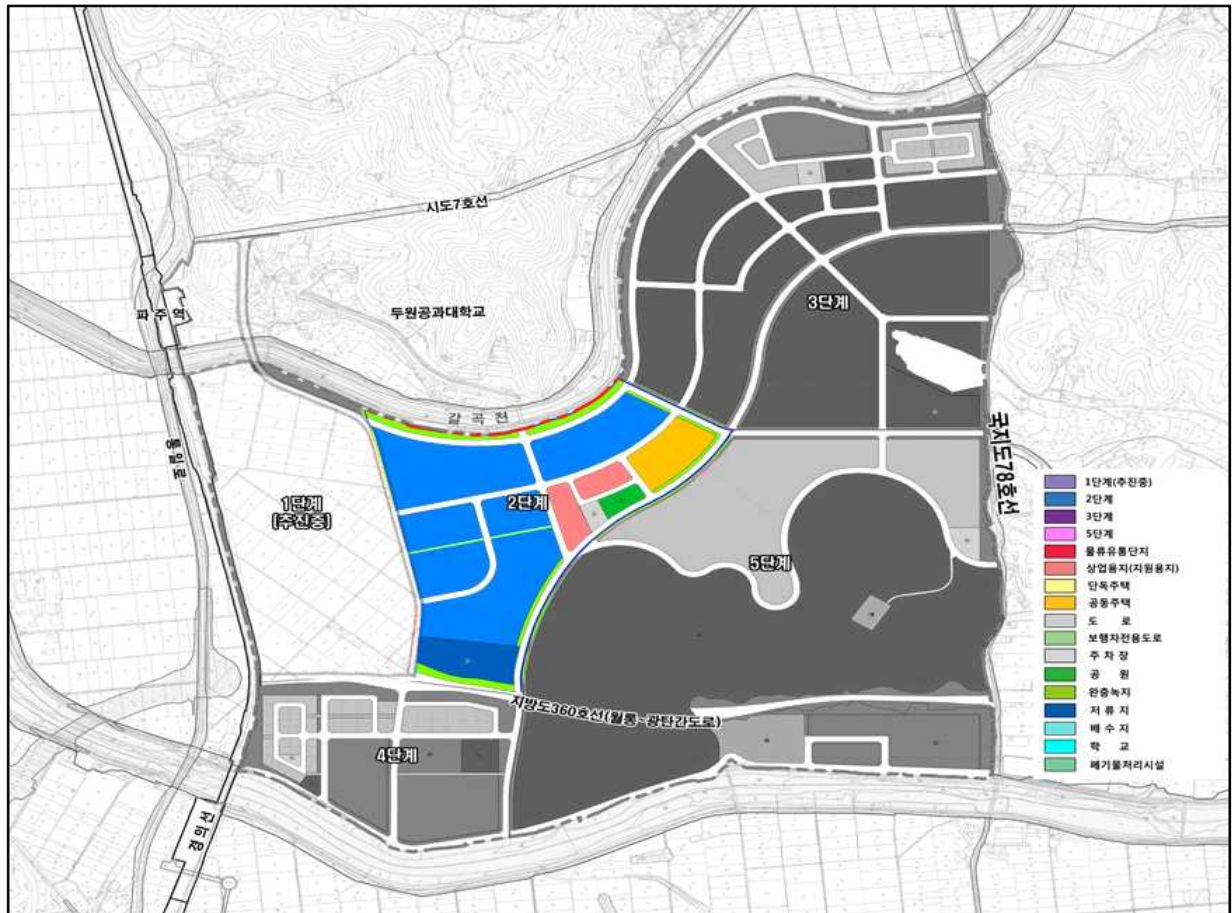 시도7호선
3단계
파 주 역
두원공과대학교
갈 곡 천
국지도78호선
통일로
1단계
[추진중]
2단계
5단계
지방도360호선(월롱~광탄간도로)
4단계
경의선
1단계(추진중)
2단계
3단계
5단계
물류유통단지
상업용지(지원용지)
단독주택
공동주택
도 로
보행자전용도로
주 차 장
공 원
완충녹지
저 류 지
배 수 지
학 교
폐기물처리시설